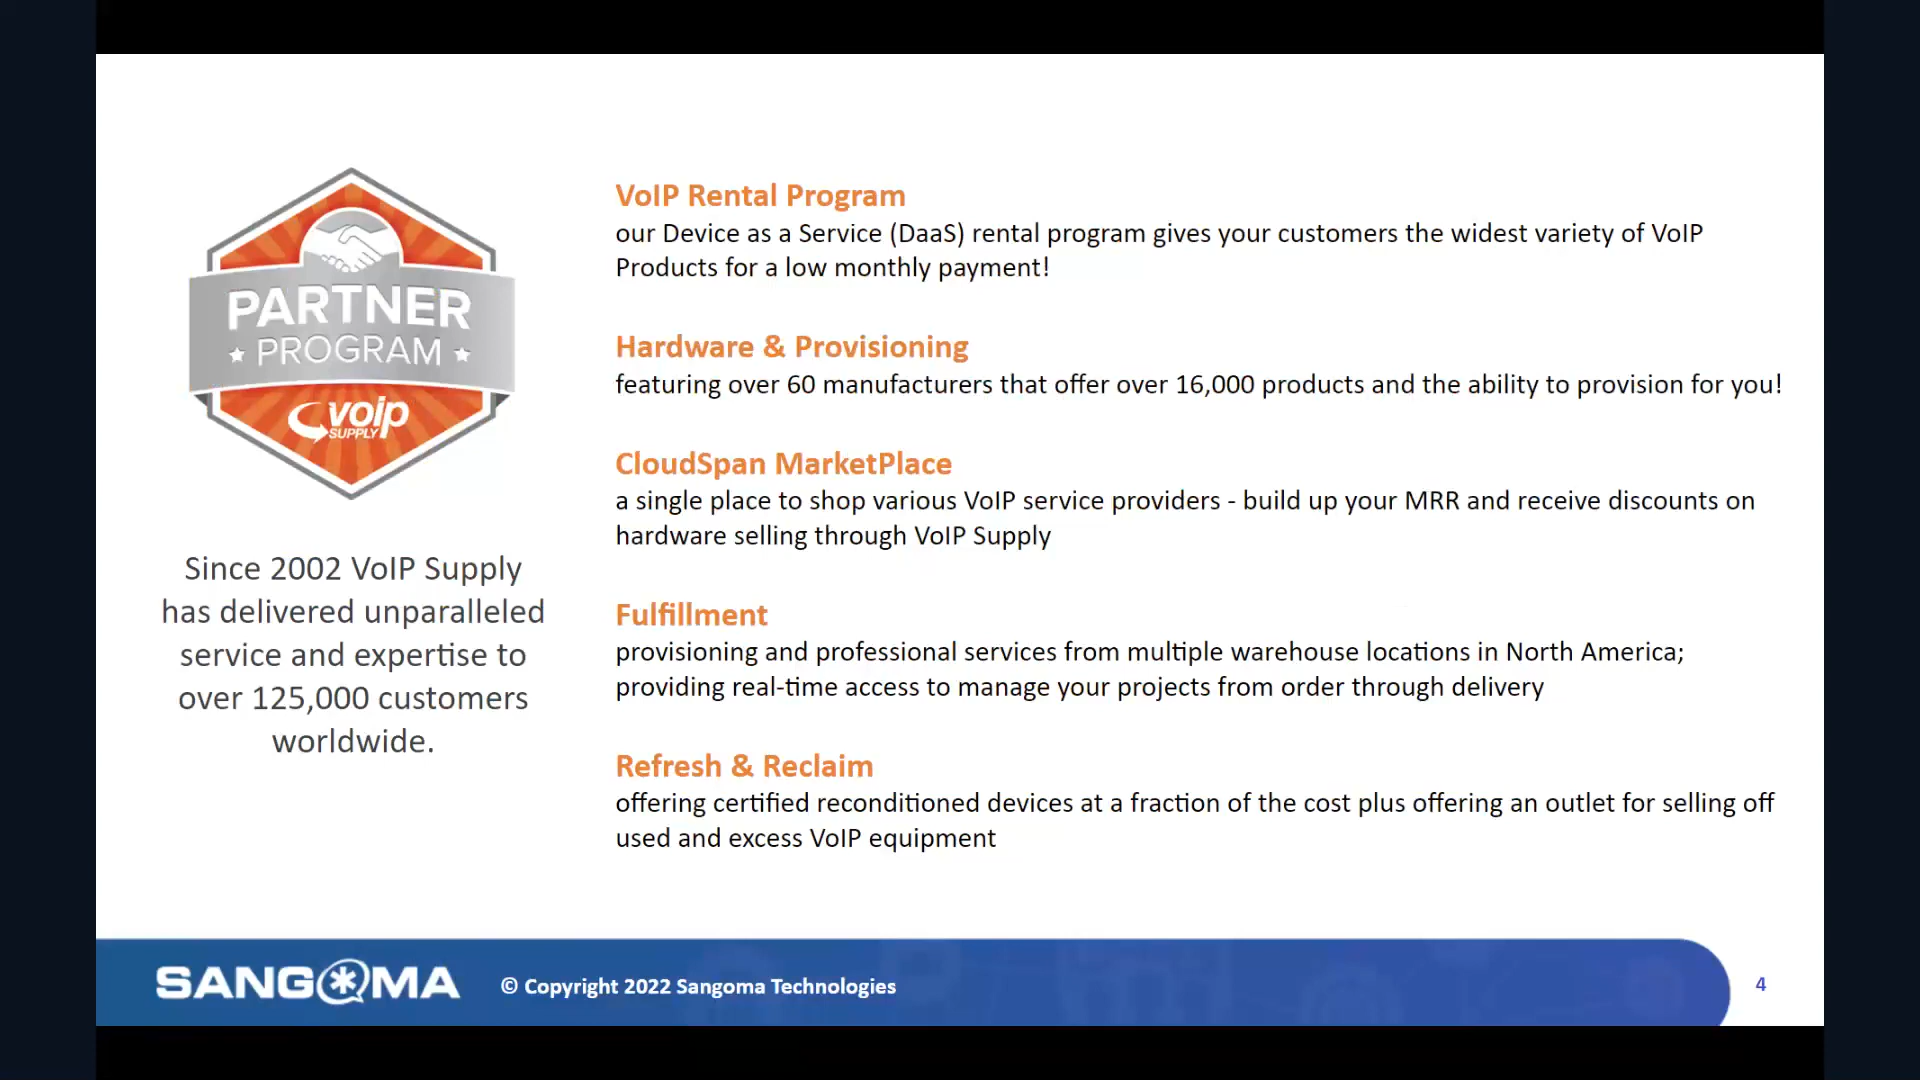 PARTNER
PROGRAM
voip
SUPPLY
Since 2002 VoIP Supply
has delivered unparalleled
service and expertise to
over 125,000 customers
worldwide.
VoIP Rental Program
our Device as a Service (DaaS) rental program gives your customers the widest variety of VoIP
Products for a low monthly payment!
Hardware & Provisioning
featuring over 60 manufacturers that offer over 16,000 products and the ability to provision for you!
CloudSpan MarketPlace
a single place to shop various VoIP service providers - build up your MRR and receive discounts on
hardware selling through VoIP Supply
Fulfillment
provisioning and professional services from multiple warehouse locations in North America;
providing real-time access to manage your projects from order through delivery
Refresh & Reclaim
offering certified reconditioned devices at a fraction of the cost plus offering an outlet for selling off
used and excess VoIP equipment
SANGOMA
© Copyright 2022 Sangoma Technologies
4